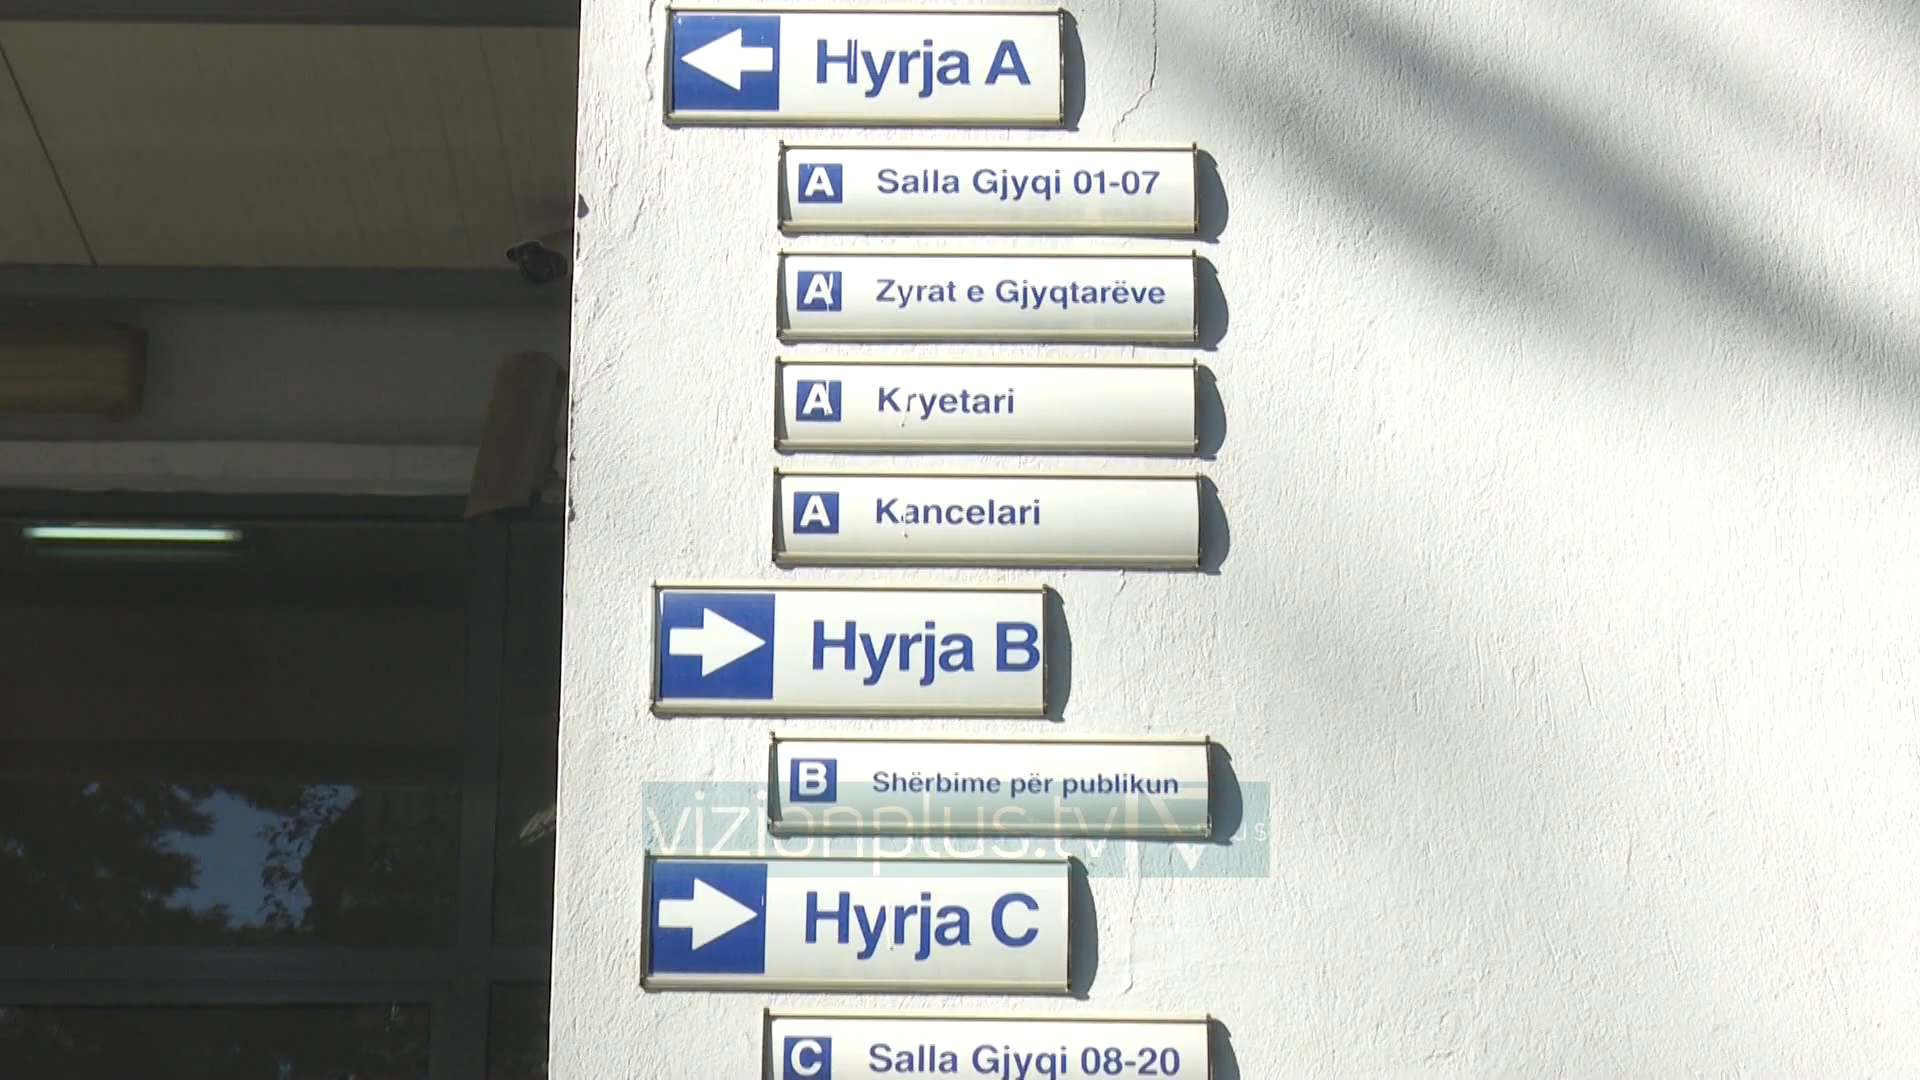 Hyrja A
A Salla Gjyqi 01-07
A Zyrat e Gjyqtarëve
A Kryetari
A Kancelari
Hyrja B
B Shërbime për publikun
vizionplus.tv
Hyrja C
C Salla Gjyqi 08-20